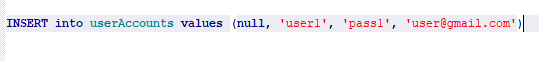 INSERT into userAccounts values (null, 'user1', 'pass1', 'user@gmail.com')